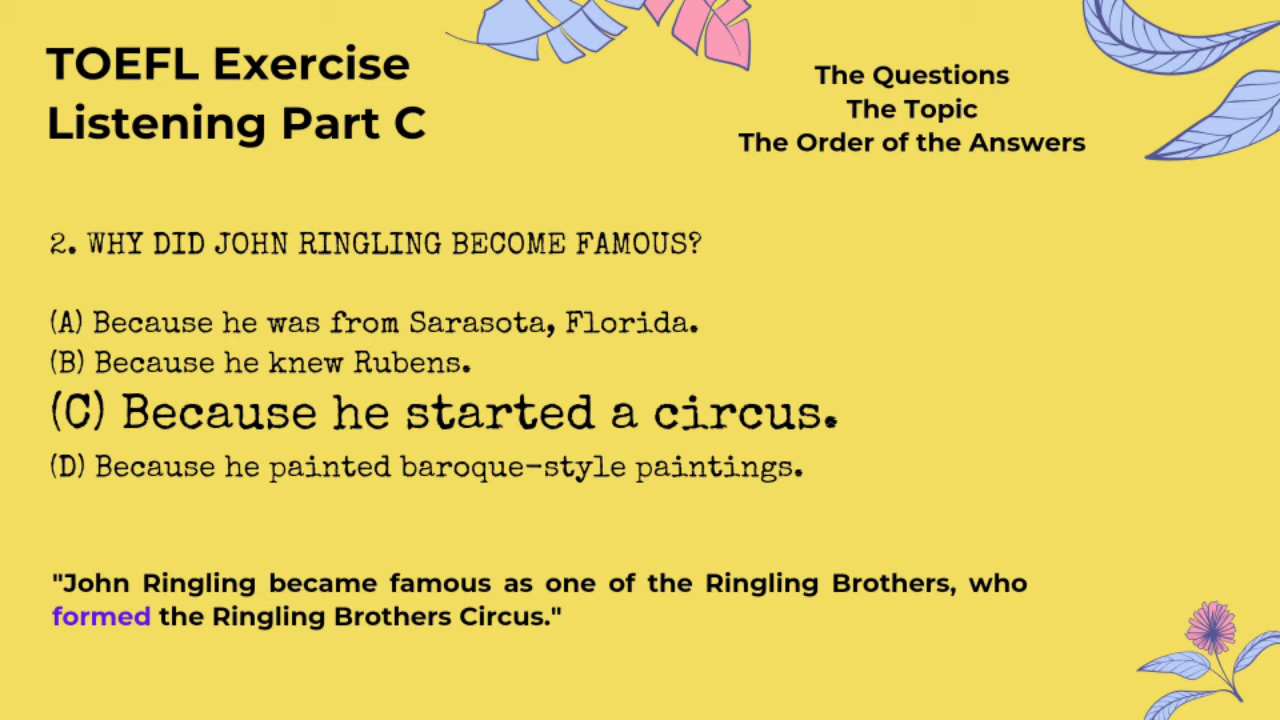 TOEFL Exercise
Listening Part C
The Questions
The Topic
The Order of the Answers
2. WHY DID JOHN RINGLING BECOME FAMOUS?
(A) Because he was from Sarasota, Florida.
(B) Because he knew Rubens.
(C) Because he started a circus.
(D) Because he painted baroque-style paintings.
"John Ringling became famous as one of the Ringling Brothers, who
formed the Ringling Brothers Circus."